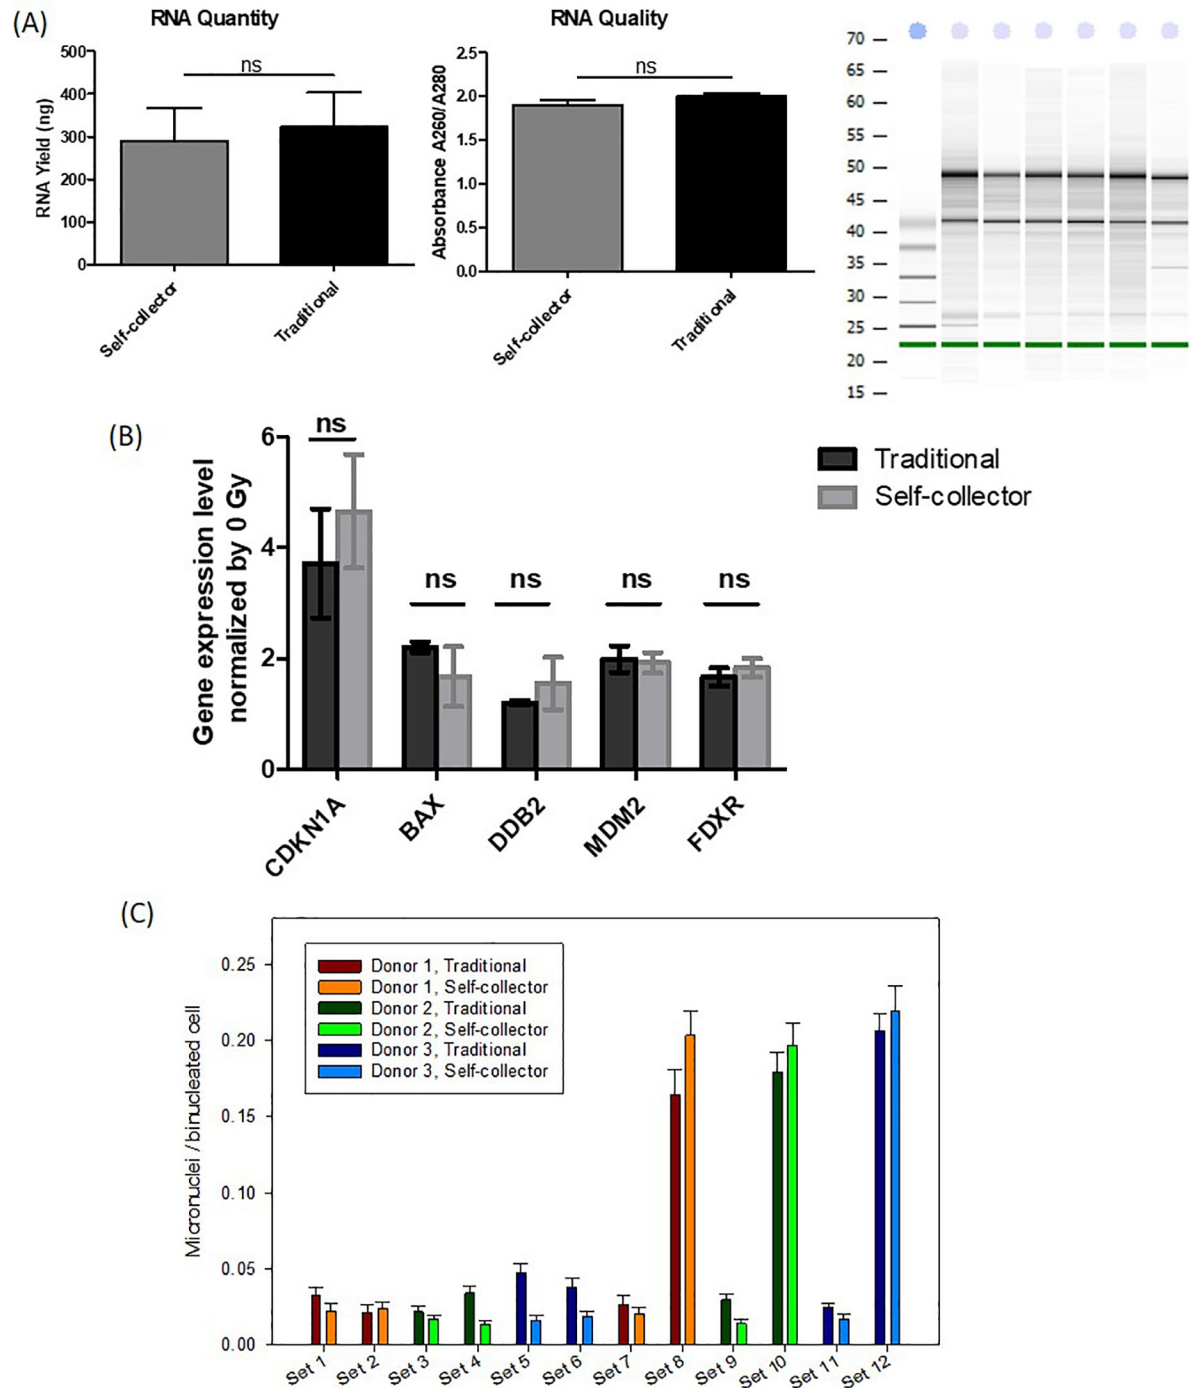 (A)
RNA Quantity
RNA Yield (ng)
500
400
300
200
100
0
ns
Self-collector
Traditional
RNA Quality
Absorbance A260/A280
2.5
2.0
1.5
1.0
0.5
0.0
ns
Self-collector
Traditional
70
65
60
55
50
45
40
35
30
25
20
15
(B)
Gene expression level
normalized by 0 Gy
6
4
2
0
ns
ns
ns
ns
ns
CDKN1A
BAX
DDB2
MDM2
FDXR
Traditional
Self-collector
(C)
Micronuclei / binucleated cell
0.25
0.20
0.15
0.10
0.05
0.00
Donor 1, Traditional
Donor 1, Self-collector
Donor 2, Traditional
Donor 2, Self-collector
Donor 3, Traditional
Donor 3, Self-collector
Set 1
Set 2
Set 3
Set 4
Set 5
Set 6
Set 7
Set 8
Set 9
Set 10
Set 11
Set 12